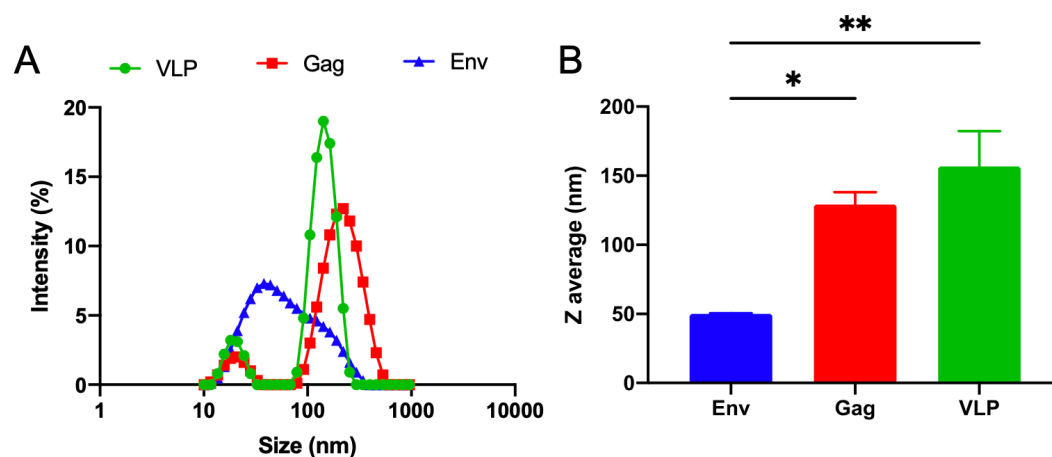 A
VLP
Gag
Env
Intensity (%)
20
15
10
5
0
1
10
100
1000
10000
Size (nm)
B
**
*
Z average (nm)
200
150
100
50
0
Env
Gag
VLP